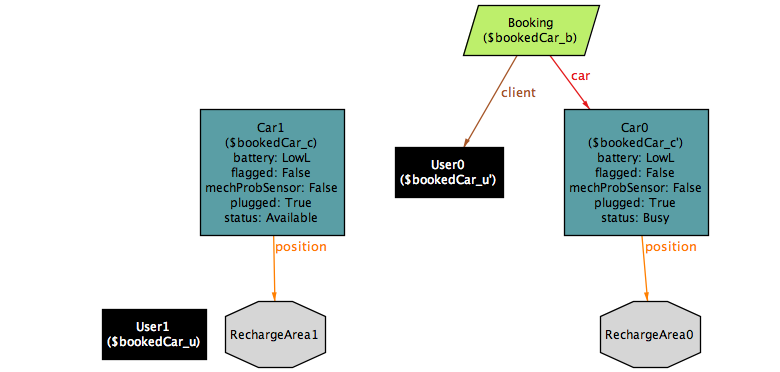 Booking
($bookedCar_b)
client
car
Car1
($bookedCar_c)
battery: LowL
flagged: False
mechProbSensor: False
plugged: True
status: Available
User0
($bookedCar_u')
Car0
($bookedCar_c')
battery: LowL
flagged: False
mechProbSensor: False
plugged: True
status: Busy
position
position
User1
($bookedCar_u)
RechargeArea1
RechargeArea0